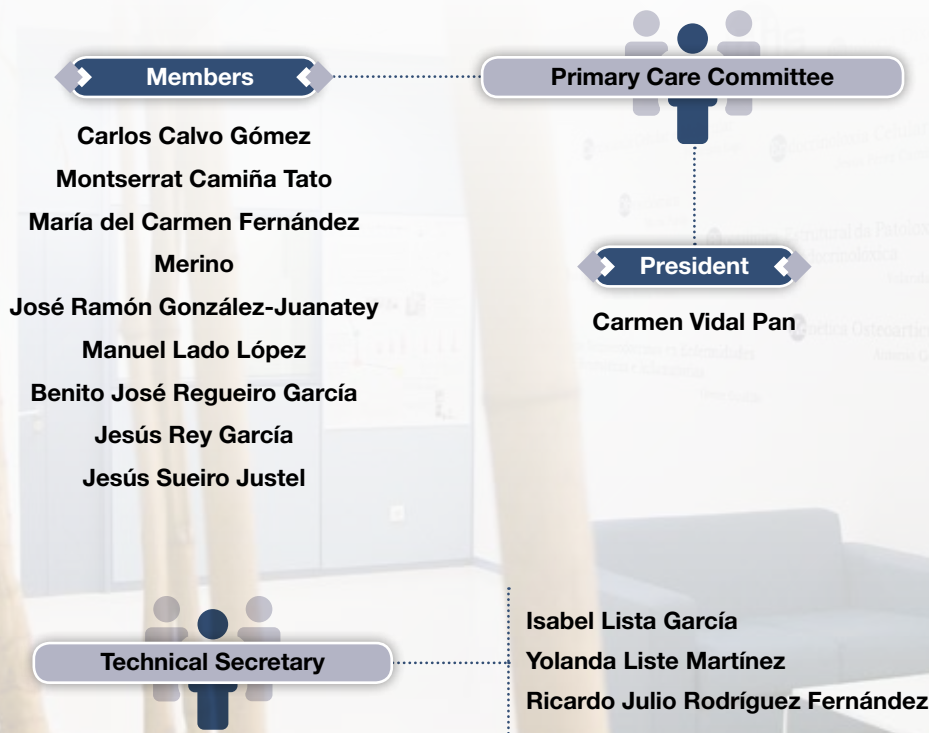 Members
Primary Care Committee
Carlos Calvo Gómez
Montserrat Camiña Tato
María del Carmen Fernández
Merino
José Ramón González-Juanatey
Manuel Lado López
Benito José Regueiro García
Jesús Rey García
Jesús Sueiro Justel
President
Carmen Vidal Pan
Technical Secretary
Isabel Lista García
Yolanda Liste Martínez
Ricardo Julio Rodríguez Fernández